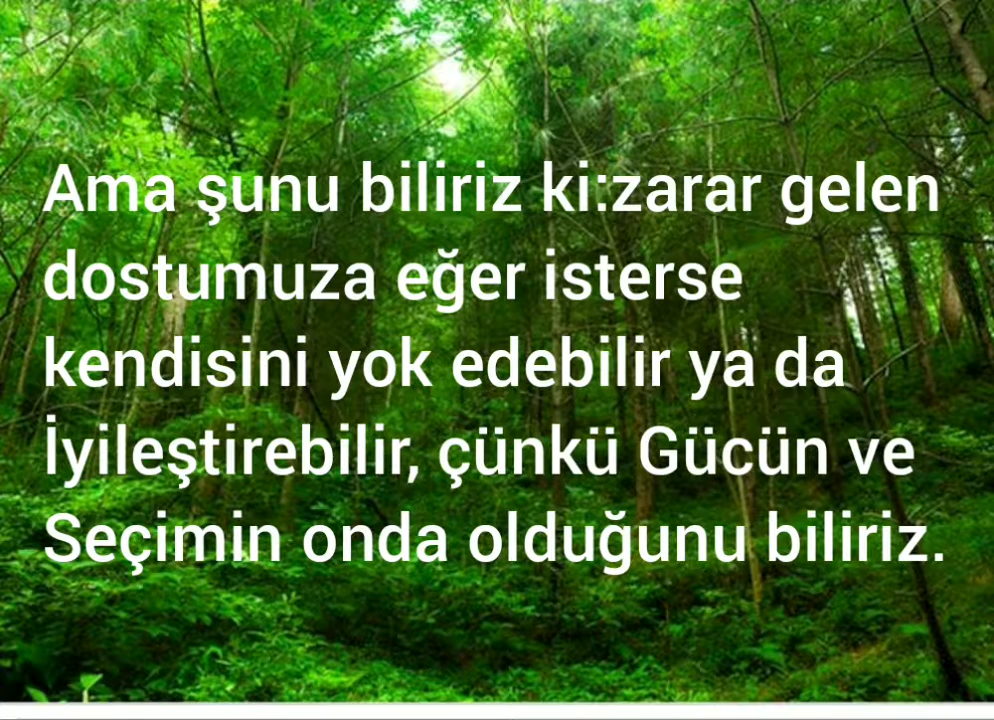 Ama şunu biliriz ki:zarar gelen
dostumuza eğer isterse
kendisini yok edebilir ya da
İyileştirebilir, çünkü Gücün ve
Seçimin onda olduğunu biliriz.